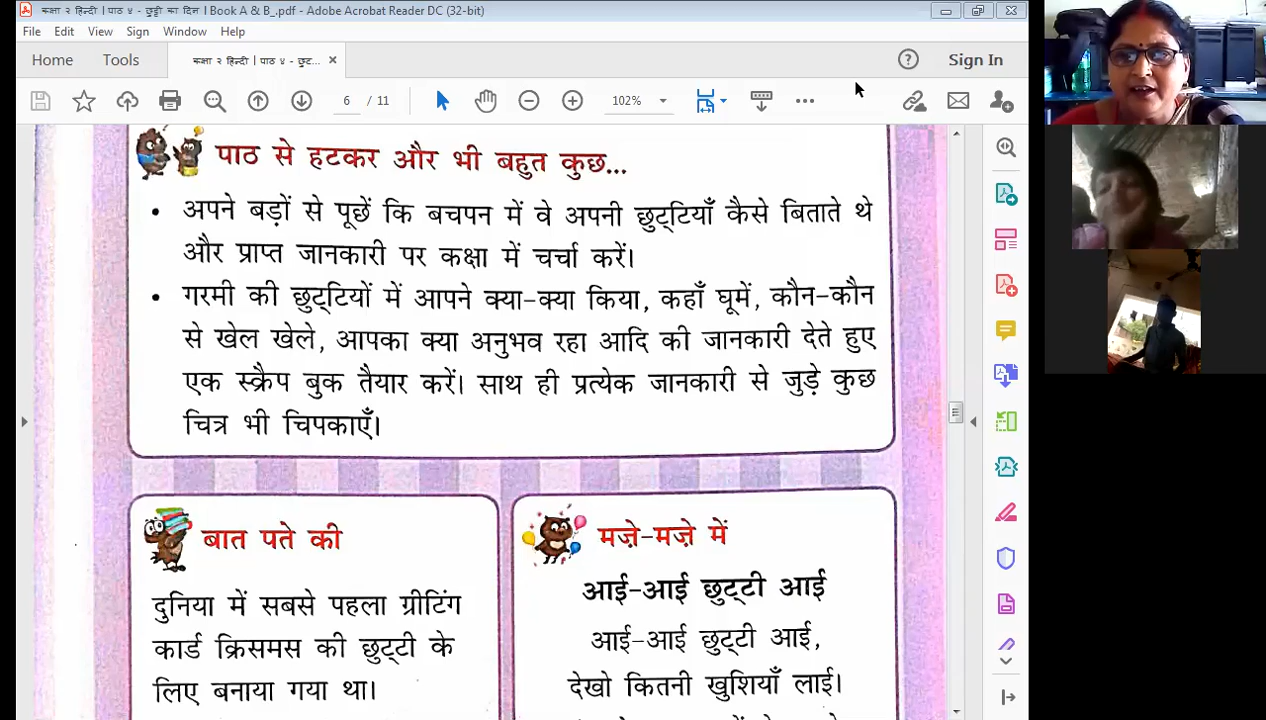 कक्षा २ हिन्दी । पाठ ४ - छुट्टी का दिन । Book A & B_.pdf - Adobe Acrobat Reader DC (32-bit)
File Edit View Sign Window Help
Home Tools कक्षा २ हिन्दी । पाठ ४ - छुट... Sign In
6 / 11 102%
पाठ से हटकर और भी बहुत कुछ...
• अपने बड़ों से पूछें कि बचपन में वे अपनी छुट्टियाँ कैसे बिताते थे
और प्राप्त जानकारी पर कक्षा में चर्चा करें।
• गरमी की छुट्टियों में आपने क्या-क्या किया, कहाँ घूमें, कौन-कौन
से खेल खेले, आपका क्या अनुभव रहा आदि की जानकारी देते हुए
एक स्क्रैप बुक तैयार करें। साथ ही प्रत्येक जानकारी से जुड़े कुछ
चित्र भी चिपकाएँ।
बात पते की
दुनिया में सबसे पहला ग्रीटिंग
कार्ड क्रिसमस की छुट्टी के
लिए बनाया गया था।
मज़े-मज़े में
आई-आई छुट्टी आई
आई-आई छुट्टी आई,
देखो कितनी खुशियाँ लाई।